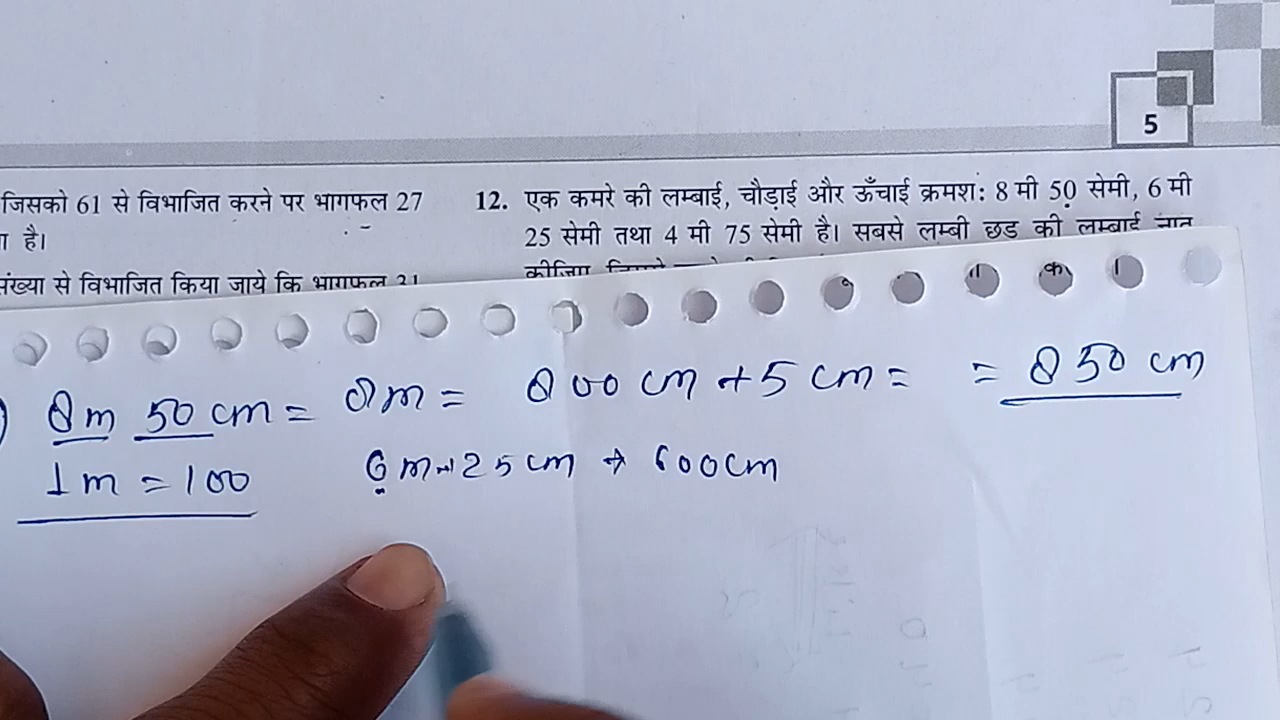 5
जिसको 61 से विभाजित करने पर भागफल 27
है।
संख्या से विभाजित किया जाये कि भागफल 21
12. एक कमरे की लम्बाई, चौड़ाई और ऊँचाई क्रमश: 8 मी 50 सेमी, 6 मी
25 सेमी तथा 4 मी 75 सेमी है। सबसे लम्बी छड़ की लम्बाई ज्ञात
कीजिए
8m 50 cm = 8m = 800 cm + 5 cm = = 850 cm
1m = 100 6m 25 cm → 600cm